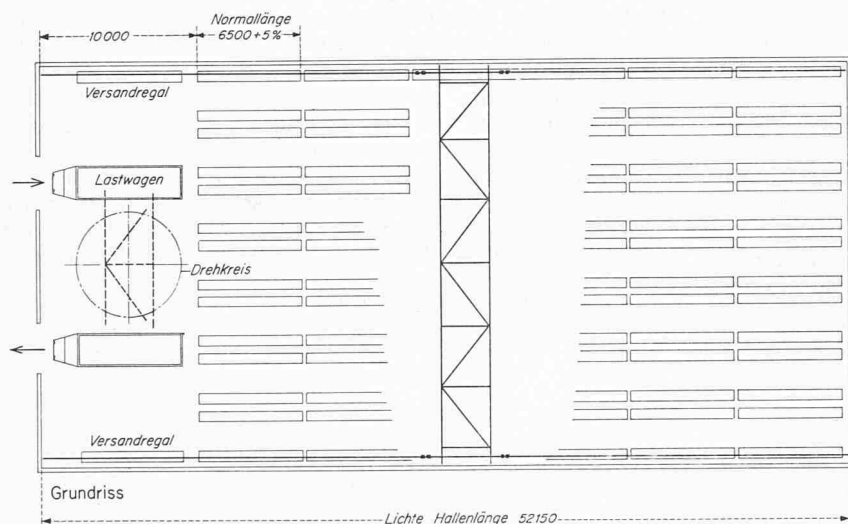 Normallänge
10000
6500 + 5%
Versandregal
Lastwagen
Drehkreis
Versandregal
Grundriss
Lichte Hallenlänge 52150